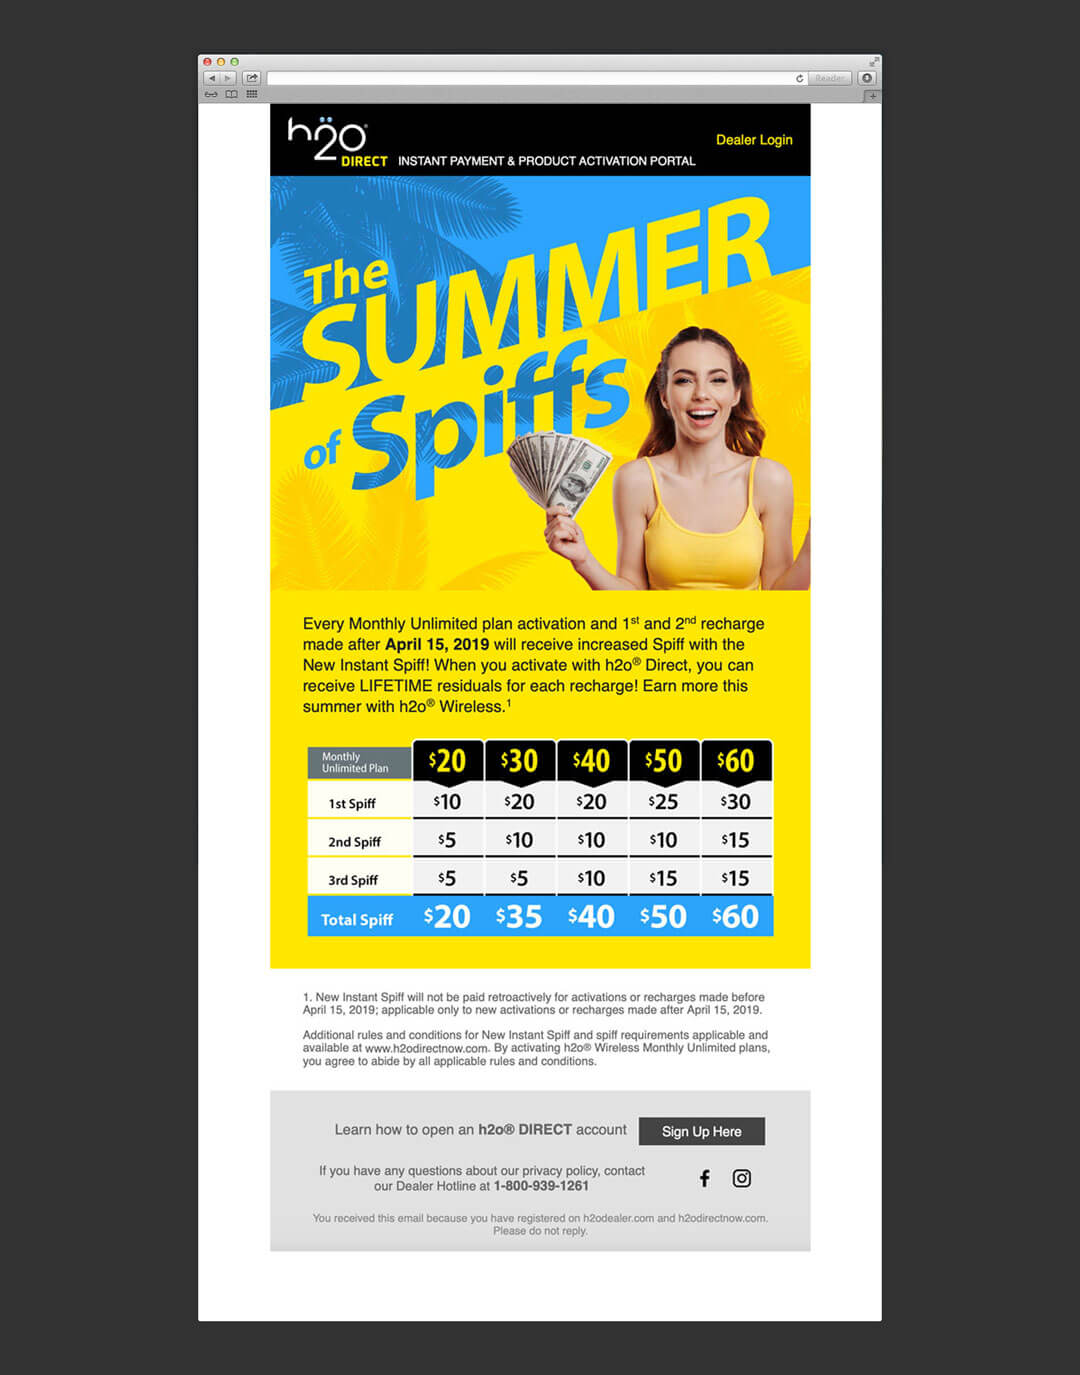 Reader
h2o®
DIRECT INSTANT PAYMENT & PRODUCT ACTIVATION PORTAL
Dealer Login
The
SUMMER
of Spiffs
Every Monthly Unlimited plan activation and 1st and 2nd recharge
made after April 15, 2019 will receive increased Spiff with the
New Instant Spiff! When you activate with h2o® Direct, you can
receive LIFETIME residuals for each recharge! Earn more this
summer with h2o® Wireless.1
Monthly
Unlimited Plan
$20 $30 $40 $50 $60
1st Spiff $10 $20 $20 $25 $30
2nd Spiff $5 $10 $10 $10 $15
3rd Spiff $5 $5 $10 $15 $15
Total Spiff $20 $35 $40 $50 $60
1. New Instant Spiff will not be paid retroactively for activations or recharges made before
April 15, 2019; applicable only to new activations or recharges made after April 15, 2019.
Additional rules and conditions for New Instant Spiff and spiff requirements applicable and
available at www.h2odirectnow.com. By activating h2o® Wireless Monthly Unlimited plans,
you agree to abide by all applicable rules and conditions.
Learn how to open an h2o® DIRECT account
Sign Up Here
If you have any questions about our privacy policy, contact
our Dealer Hotline at 1-800-939-1261
You received this email because you have registered on h2odealer.com and h2odirectnow.com.
Please do not reply.